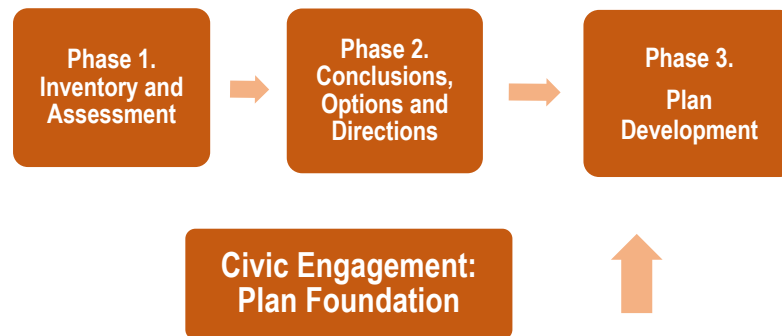 Phase 1.
Inventory and
Assessment
Phase 2.
Conclusions,
Options and
Directions
Phase 3.
Plan
Development
Civic Engagement:
Plan Foundation